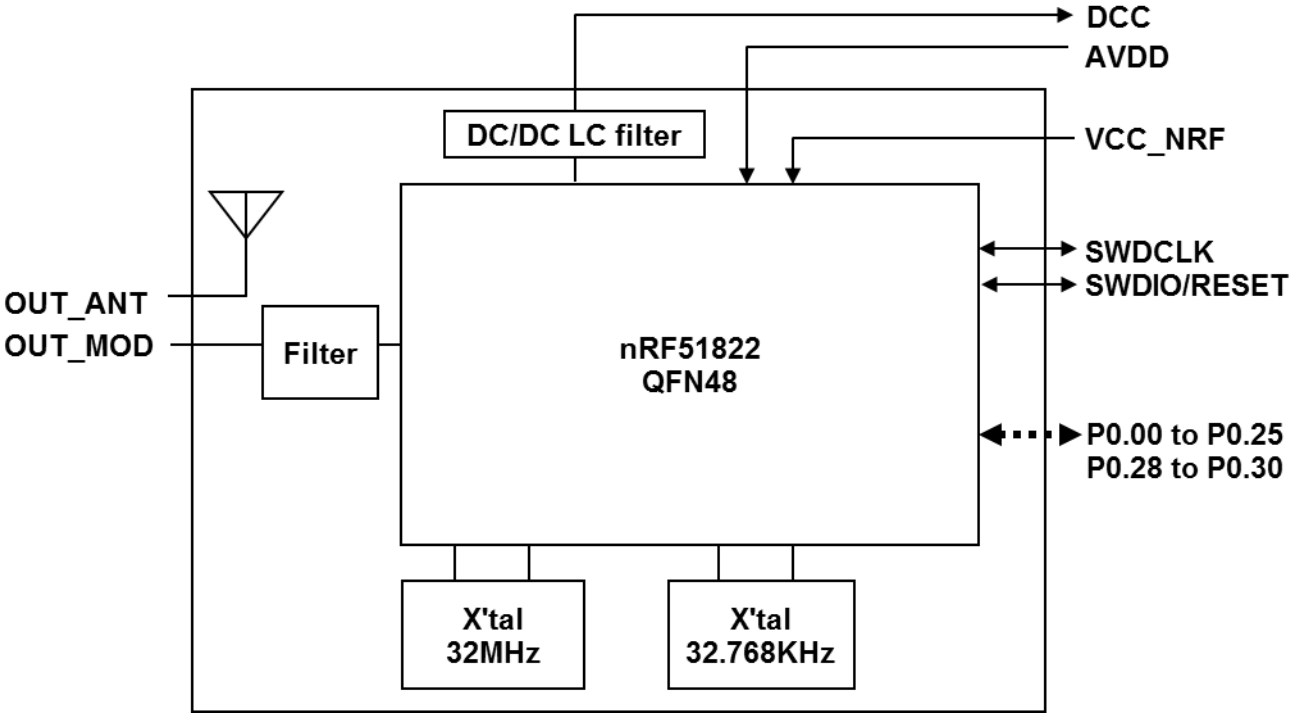 DCC
AVDD
DC/DC LC filter
VCC_NRF
SWDCLK
SWDIO/RESET
OUT_ANT
OUT_MOD
Filter
nRF51822
QFN48
P0.00 to P0.25
P0.28 to P0.30
X'tal
32MHz
X'tal
32.768KHz